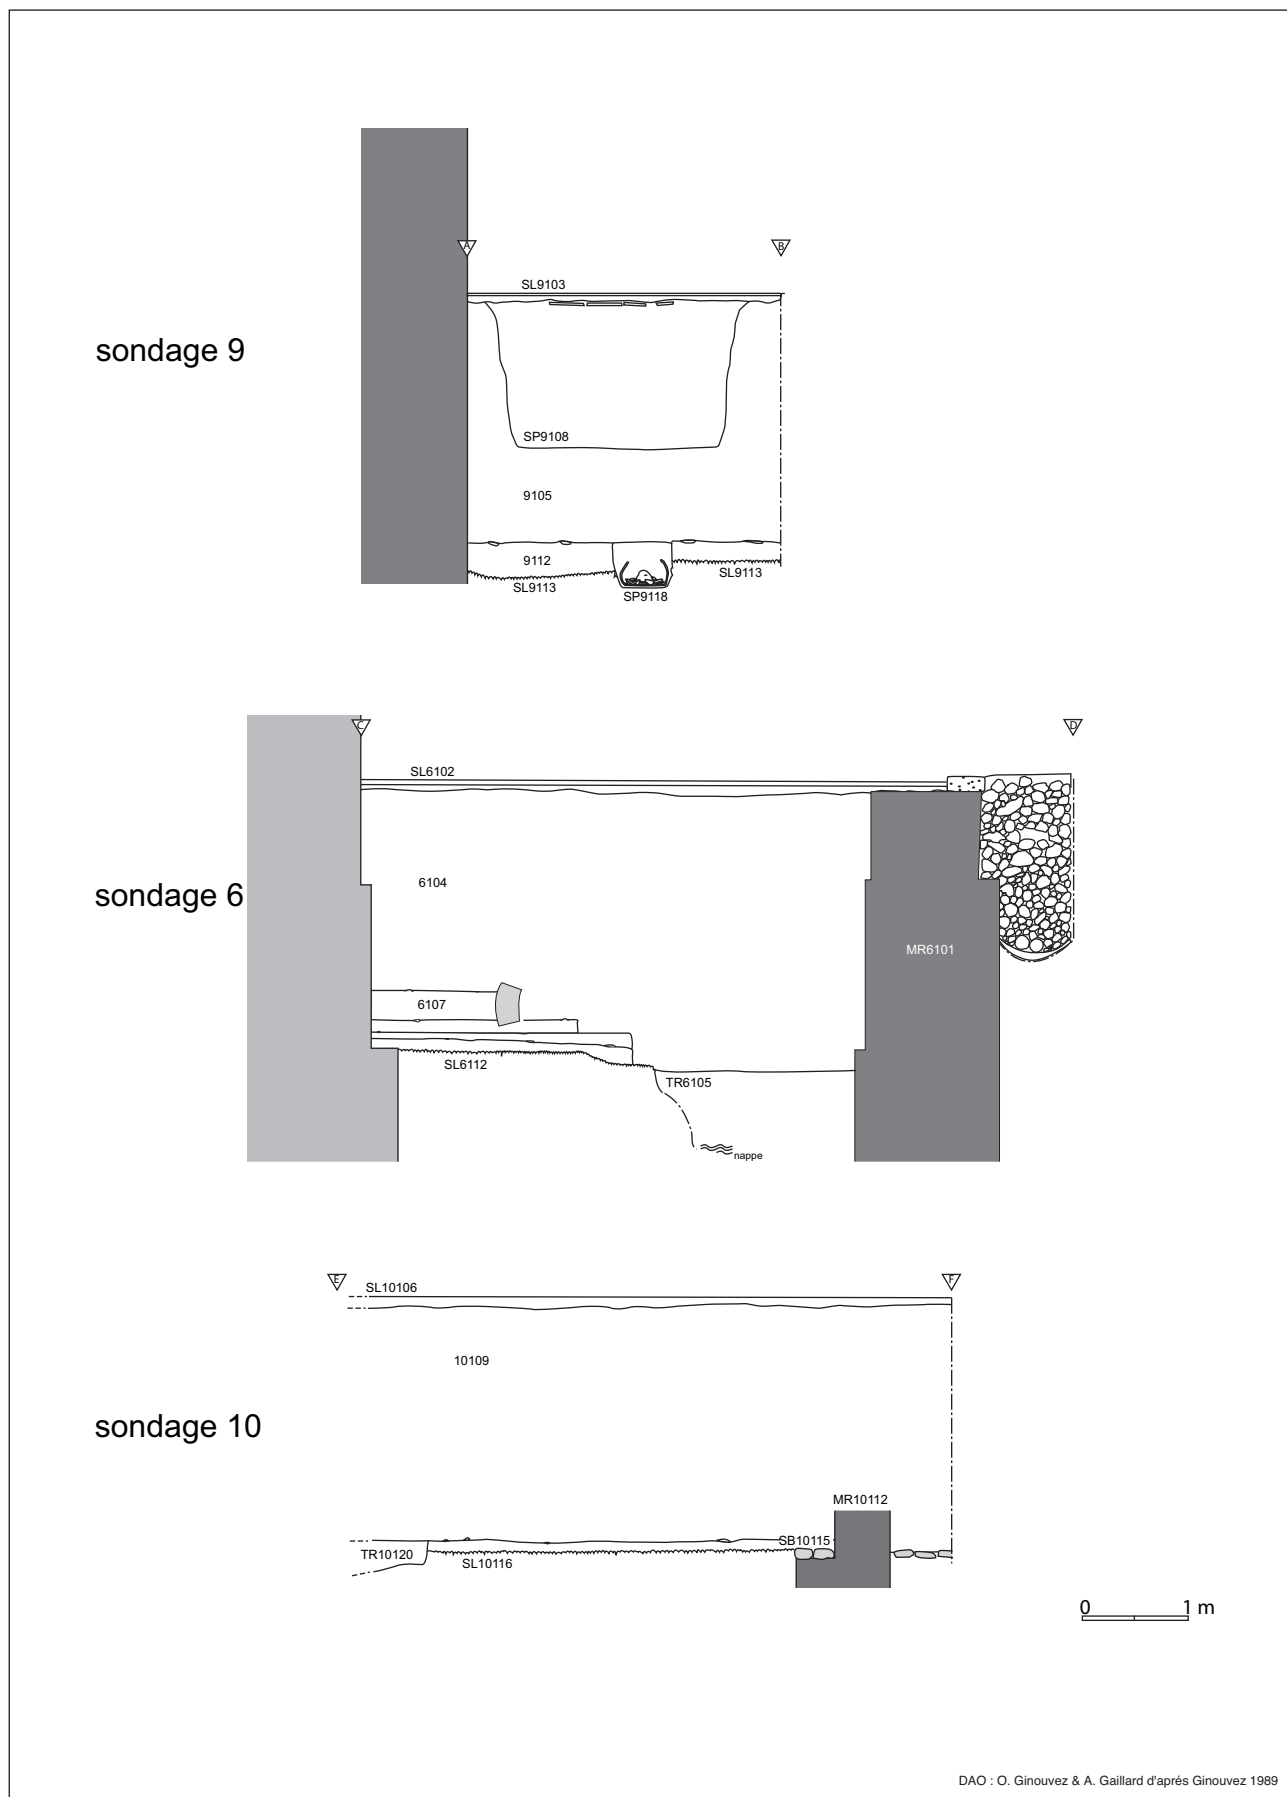 A
B
SL9103
sondage 9
SP9108
9105
9112
SL9113
SL9113
SP9118
C
D
SL6102
6104
sondage 6
MR6101
6107
SL6112
TR6105
nappe
E
F
SL10106
10109
sondage 10
MR10112
SB10115
TR10120
SL10116
0 1 m
DAO : O. Ginouvez & A. Gaillard d'aprés Ginouvez 1989